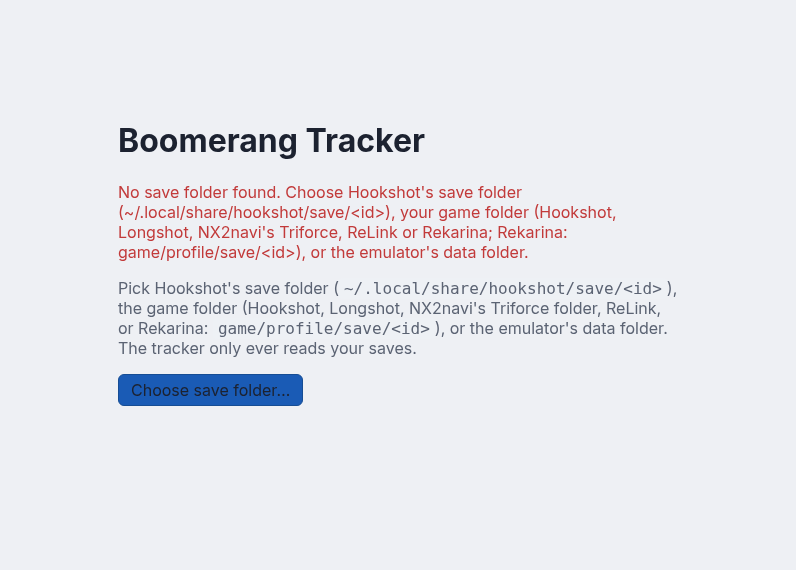 Boomerang Tracker
No save folder found. Choose Hookshot's save folder
(~/.local/share/hookshot/save/<id>), your game folder (Hookshot,
Longshot, NX2navi's Triforce, ReLink or Rekarina; Rekarina:
game/profile/save/<id>), or the emulator's data folder.
Pick Hookshot's save folder ( ~/.local/share/hookshot/save/<id> ),
the game folder (Hookshot, Longshot, NX2navi's Triforce folder, ReLink,
or Rekarina: game/profile/save/<id> ), or the emulator's data folder.
The tracker only ever reads your saves.
Choose save folder...